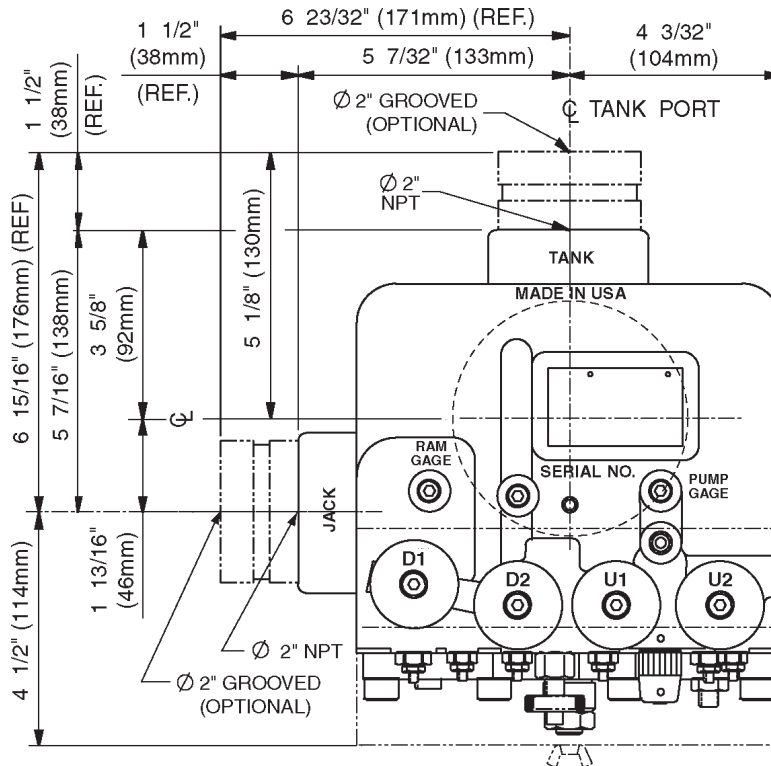 6 23/32" (171mm) (REF.)
1 1/2"
(38mm)
(REF.)
5 7/32" (133mm)
4 3/32"
(104mm)
1 1/2"
(38mm)
(REF.)
Ø 2" GROOVED
(OPTIONAL)
℄ TANK PORT
Ø 2"
NPT
TANK
MADE IN USA
6 15/16" (176mm) (REF)
5 7/16" (138mm)
3 5/8"
(92mm)
5 1/8" (130mm)
℄
RAM
GAGE
SERIAL NO.
PUMP
GAGE
JACK
1 13/16"
(46mm)
4 1/2" (114mm)
D1
D2
U1
U2
Ø 2" NPT
Ø 2" GROOVED
(OPTIONAL)